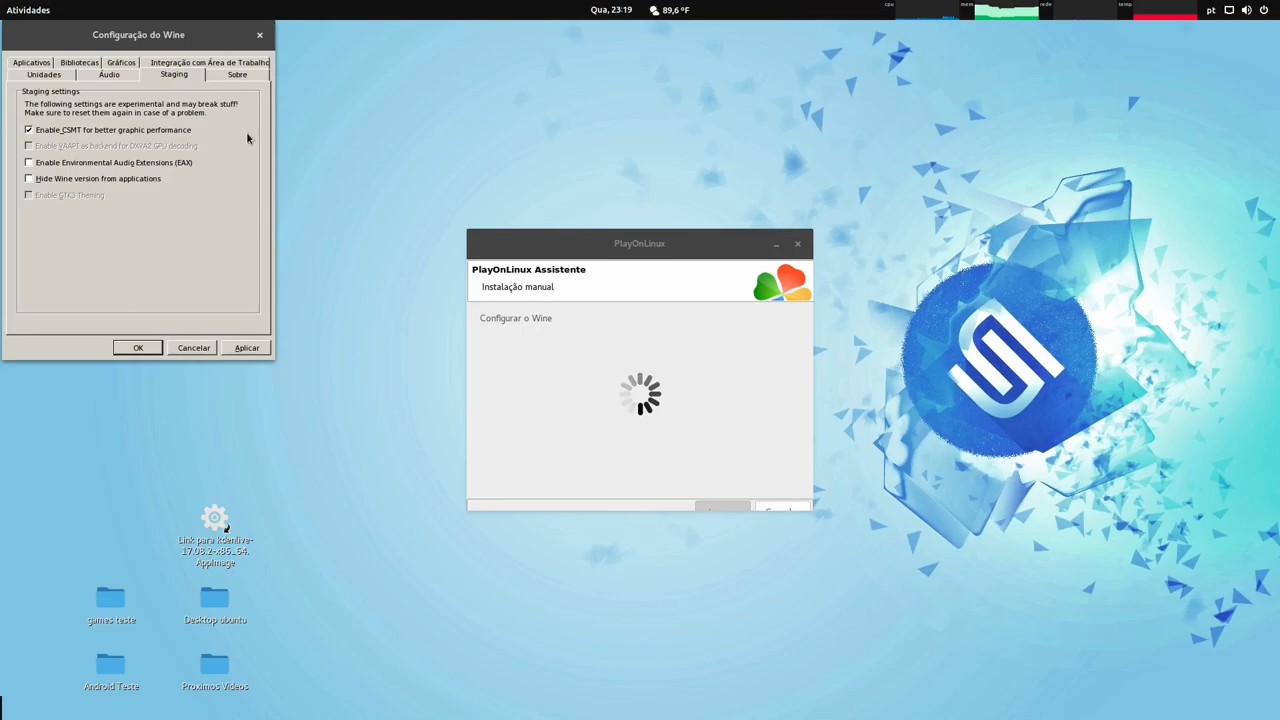 Atividades
Qua, 23:19
89,6 ºF
cpu
mem
rede
temp
pt
Configuração do Wine
Aplicativos
Bibliotecas
Gráficos
Integração com Área de Trabalho
Unidades
Áudio
Staging
Sobre
Staging settings
The following settings are experimental and may break stuff!
Make sure to reset them again in case of a problem.
Enable CSMT for better graphic performance
Enable VAAPI as backend for DXVA2 GPU decoding
Enable Environmental Audio Extensions (EAX)
Hide Wine version from applications
Enable GTK3 Theming
OK
Cancelar
Aplicar
PlayOnLinux
PlayOnLinux Assistente
Instalação manual
Configurar o Wine
Link para kdenlive-
17.08.2-x86_64.
AppImage
games teste
Desktop ubuntu
Android Teste
Proximos Videos